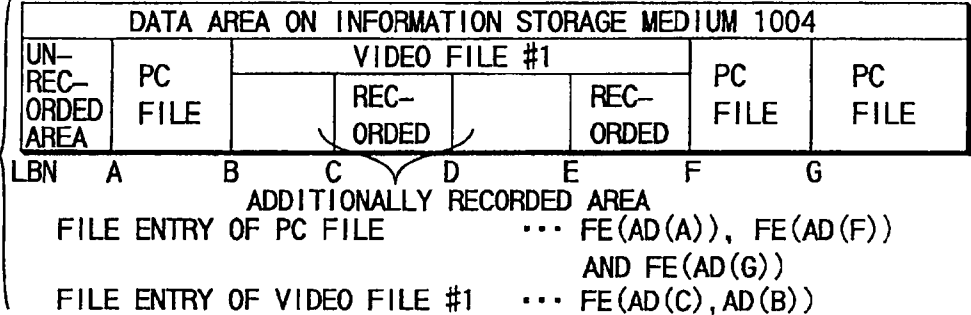 DATA AREA ON INFORMATION STORAGE MEDIUM 1004
UN-
REC-
ORDED
AREA
PC
FILE
VIDEO FILE #1
REC-
ORDED
REC-
ORDED
PC
FILE
PC
FILE
LBN A B C D E F G
ADDITIONALLY RECORDED AREA
FILE ENTRY OF PC FILE ··· FE(AD(A)), FE(AD(F))
AND FE(AD(G))
FILE ENTRY OF VIDEO FILE #1 ··· FE(AD(C),AD(B))